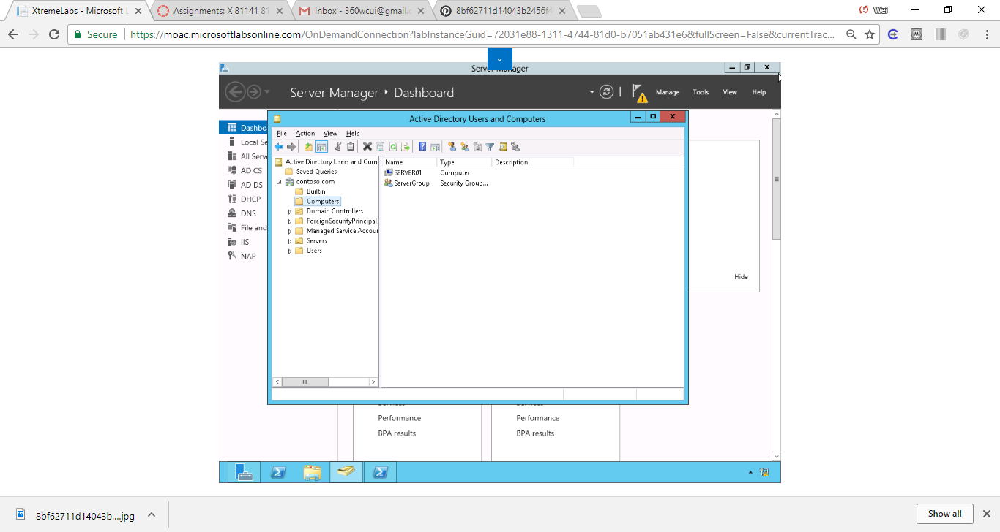 XtremeLabs - Microsoft L
Assignments: X 81141 81
Inbox - 360wcui@gmail.c
8bf62711d14043b2456f4
Wei
Secure
https://moac.microsoftlabsonline.com/OnDemandConnection?labInstanceGuid=72031e88-1311-4744-81d0-b7051ab431e6&fullScreen=False&currentTrac...
Server Manager
Server Manager • Dashboard
Manage Tools View Help
Dashbo
Local Se
All Serv
AD CS
AD DS
DHCP
DNS
File and
IIS
NAP
Active Directory Users and Computers
File Action View Help
Active Directory Users and Com
Saved Queries
contoso.com
Builtin
Computers
Domain Controllers
ForeignSecurityPrincipals
Managed Service Accour
Servers
Users
Name Type Description
SERVER01 Computer
ServerGroup Security Group...
Hide
Performance
BPA results
Performance
BPA results
8bf62711d14043b....jpg
Show all